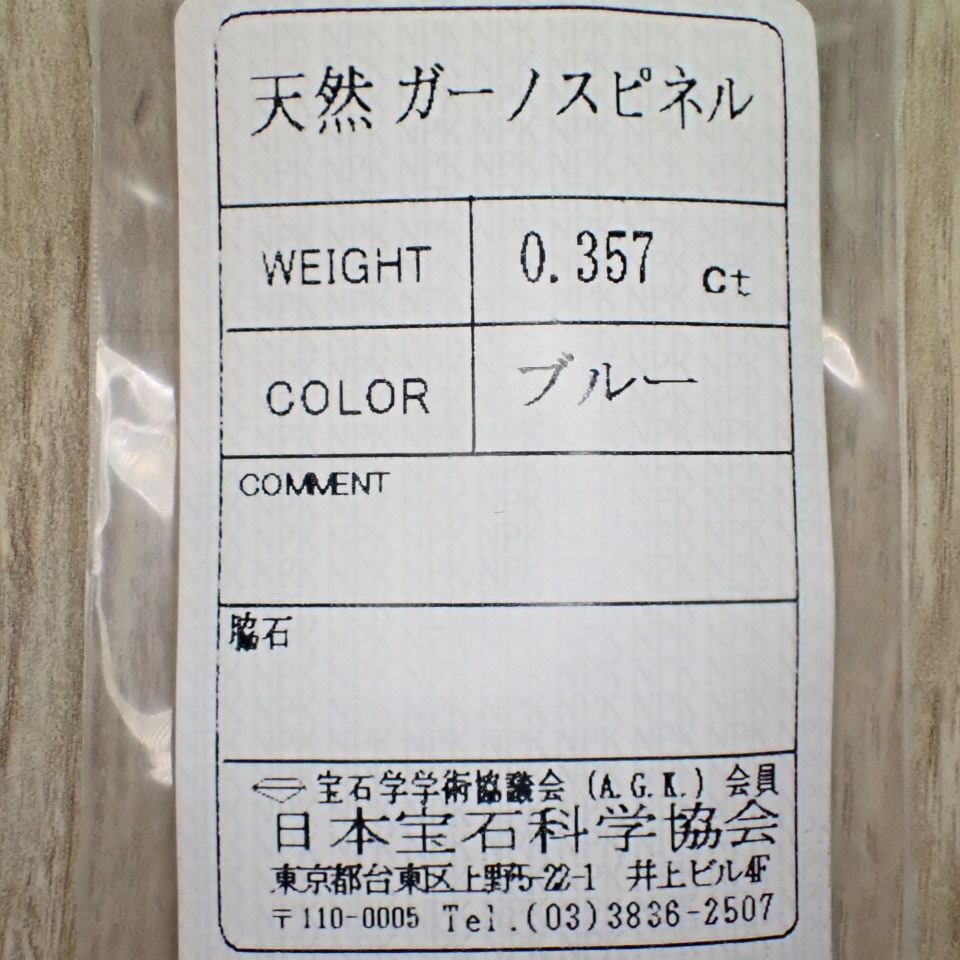 天然 ガーノスピネル
WEIGHT 0.357 ct
COLOR ブルー
COMMENT
脇石
宝石学学術協議会 (A.G.K.) 会員
日本宝石科学協会
東京都台東区上野5-22-1 井上ビル4F
〒110-0005 Tel.(03)3836-2507